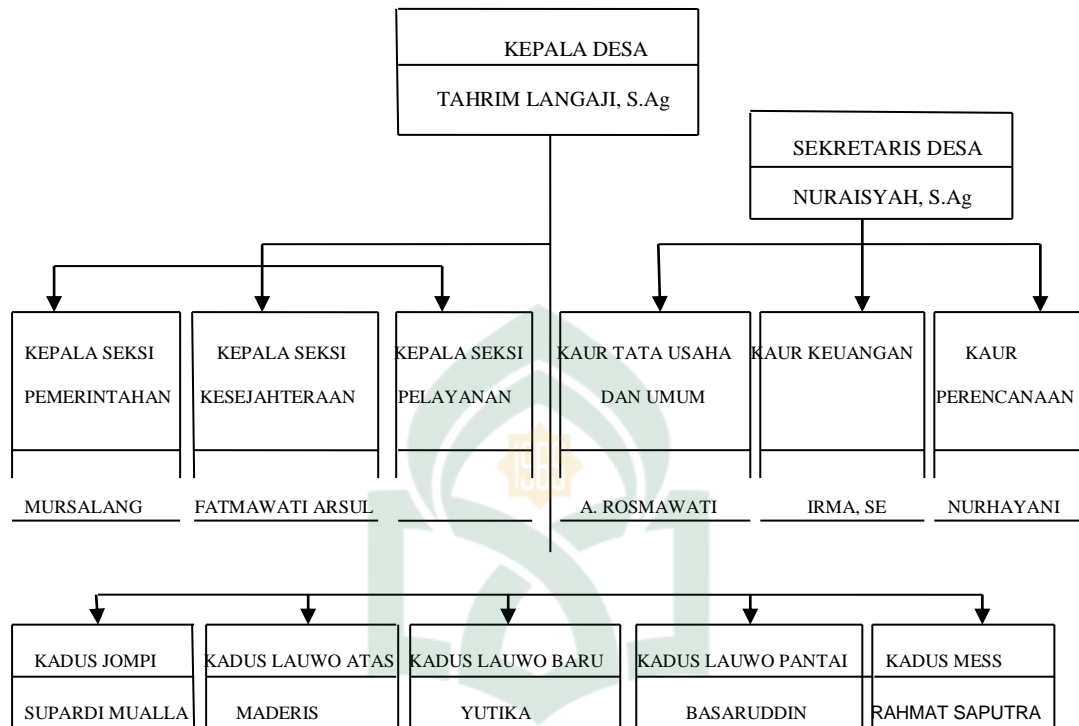 KEPALA DESA
TAHRIM LANGAJI, S.Ag
SEKRETARIS DESA
NURAISYAH, S.Ag
KEPALA SEKSI
PEMERINTAHAN
MURSALANG
KEPALA SEKSI
KESEJAHTERAAN
FATMAWATI ARSUL
KEPALA SEKSI
PELAYANAN
KAUR TATA USAHA
DAN UMUM
A. ROSMAWATI
KAUR KEUANGAN
IRMA, SE
KAUR
PERENCANAAN
NURHAYANI
1965
KADUS JOMPI
SUPARDI MUALLA
KADUS LAUWO ATAS
MADERIS
KADUS LAUWO BARU
YUTIKA
KADUS LAUWO PANTAI
BASARUDDIN
KADUS MESS
RAHMAT SAPUTRA